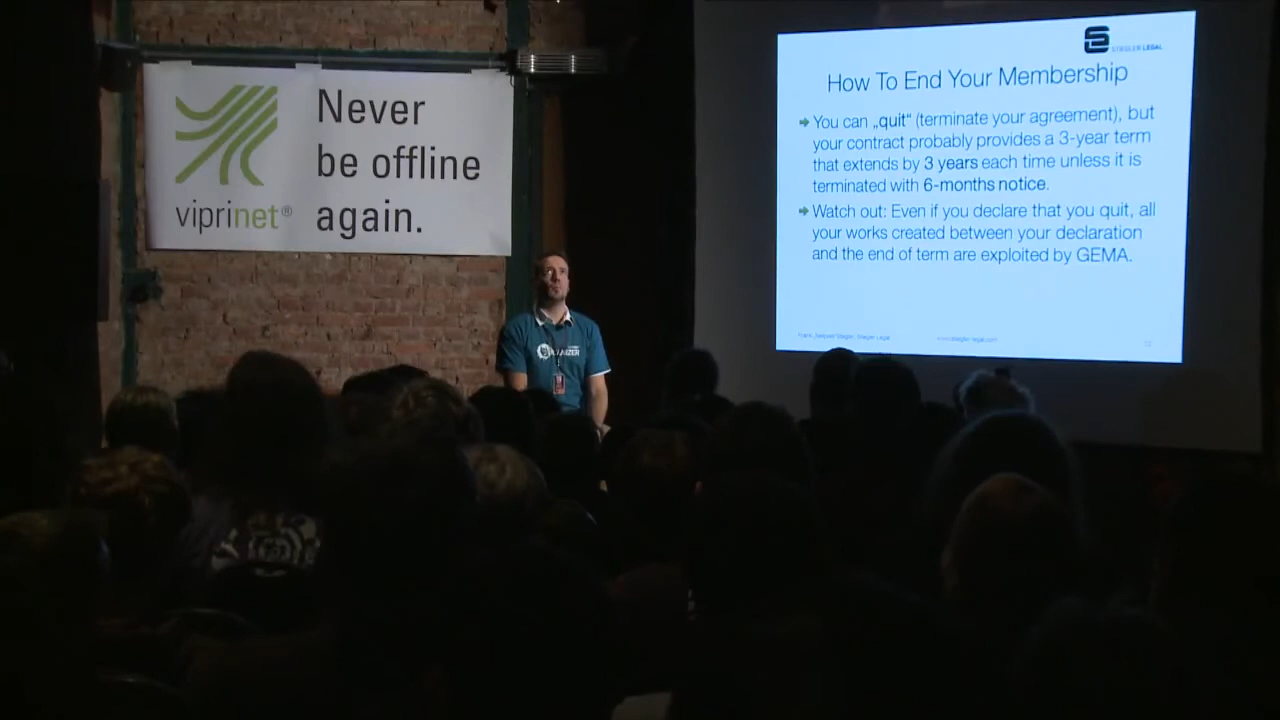 Never
be offline
again.
viprinet®
STIEGLER LEGAL
How To End Your Membership
You can „quit“ (terminate your agreement), but
your contract probably provides a 3-year term
that extends by 3 years each time unless it is
terminated with 6-months notice.
Watch out: Even if you declare that you quit, all
your works created between your declaration
and the end of term are exploited by GEMA.